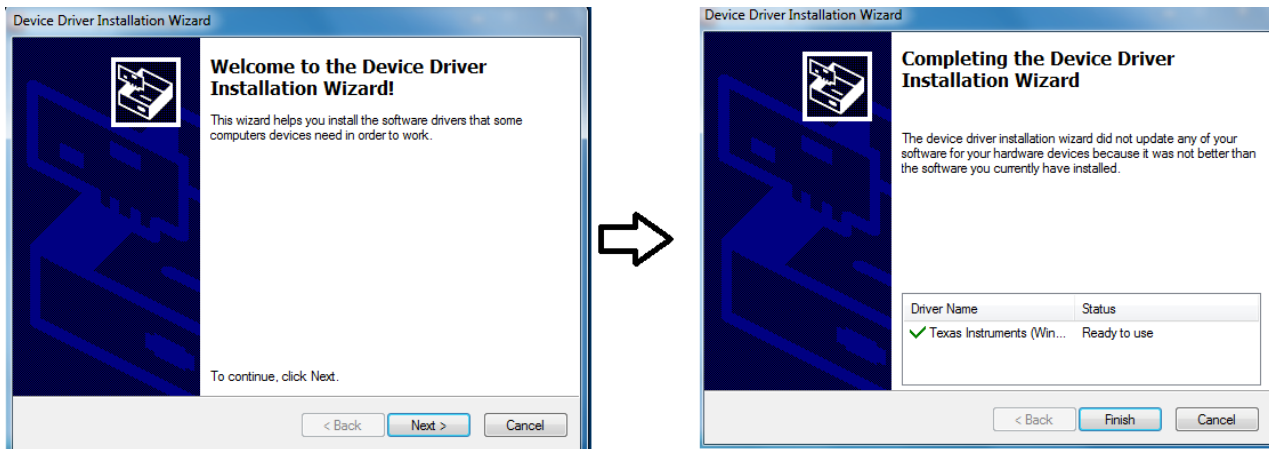 Device Driver Installation Wizard
Welcome to the Device Driver
Installation Wizard!
This wizard helps you install the software drivers that some
computers devices need in order to work.
To continue, click Next.
< Back
Next >
Cancel
Device Driver Installation Wizard
Completing the Device Driver
Installation Wizard
The device driver installation wizard did not update any of your
software for your hardware devices because it was not better than
the software you currently have installed.
Driver Name Status
Texas Instruments (Win... Ready to use
< Back
Finish
Cancel